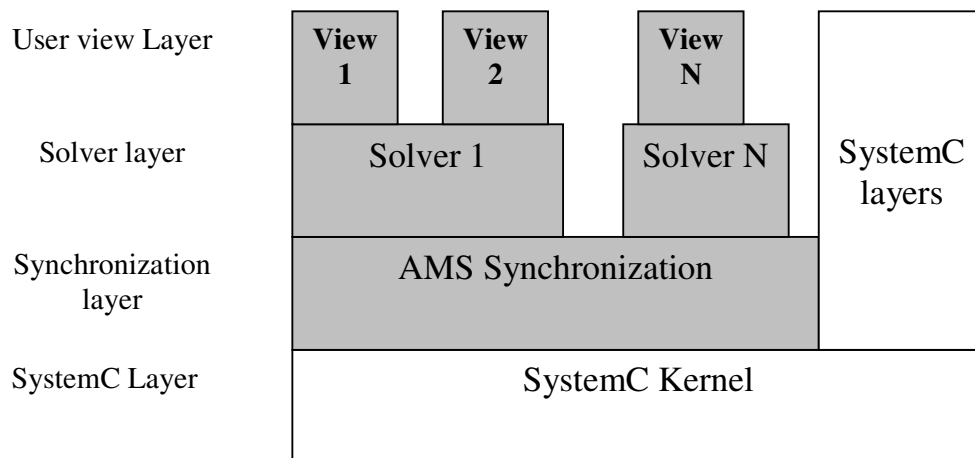 User view Layer
View
1
View
2
View
N
Solver layer
Solver 1
Solver N
SystemC
layers
Synchronization
layer
AMS Synchronization
SystemC Layer
SystemC Kernel